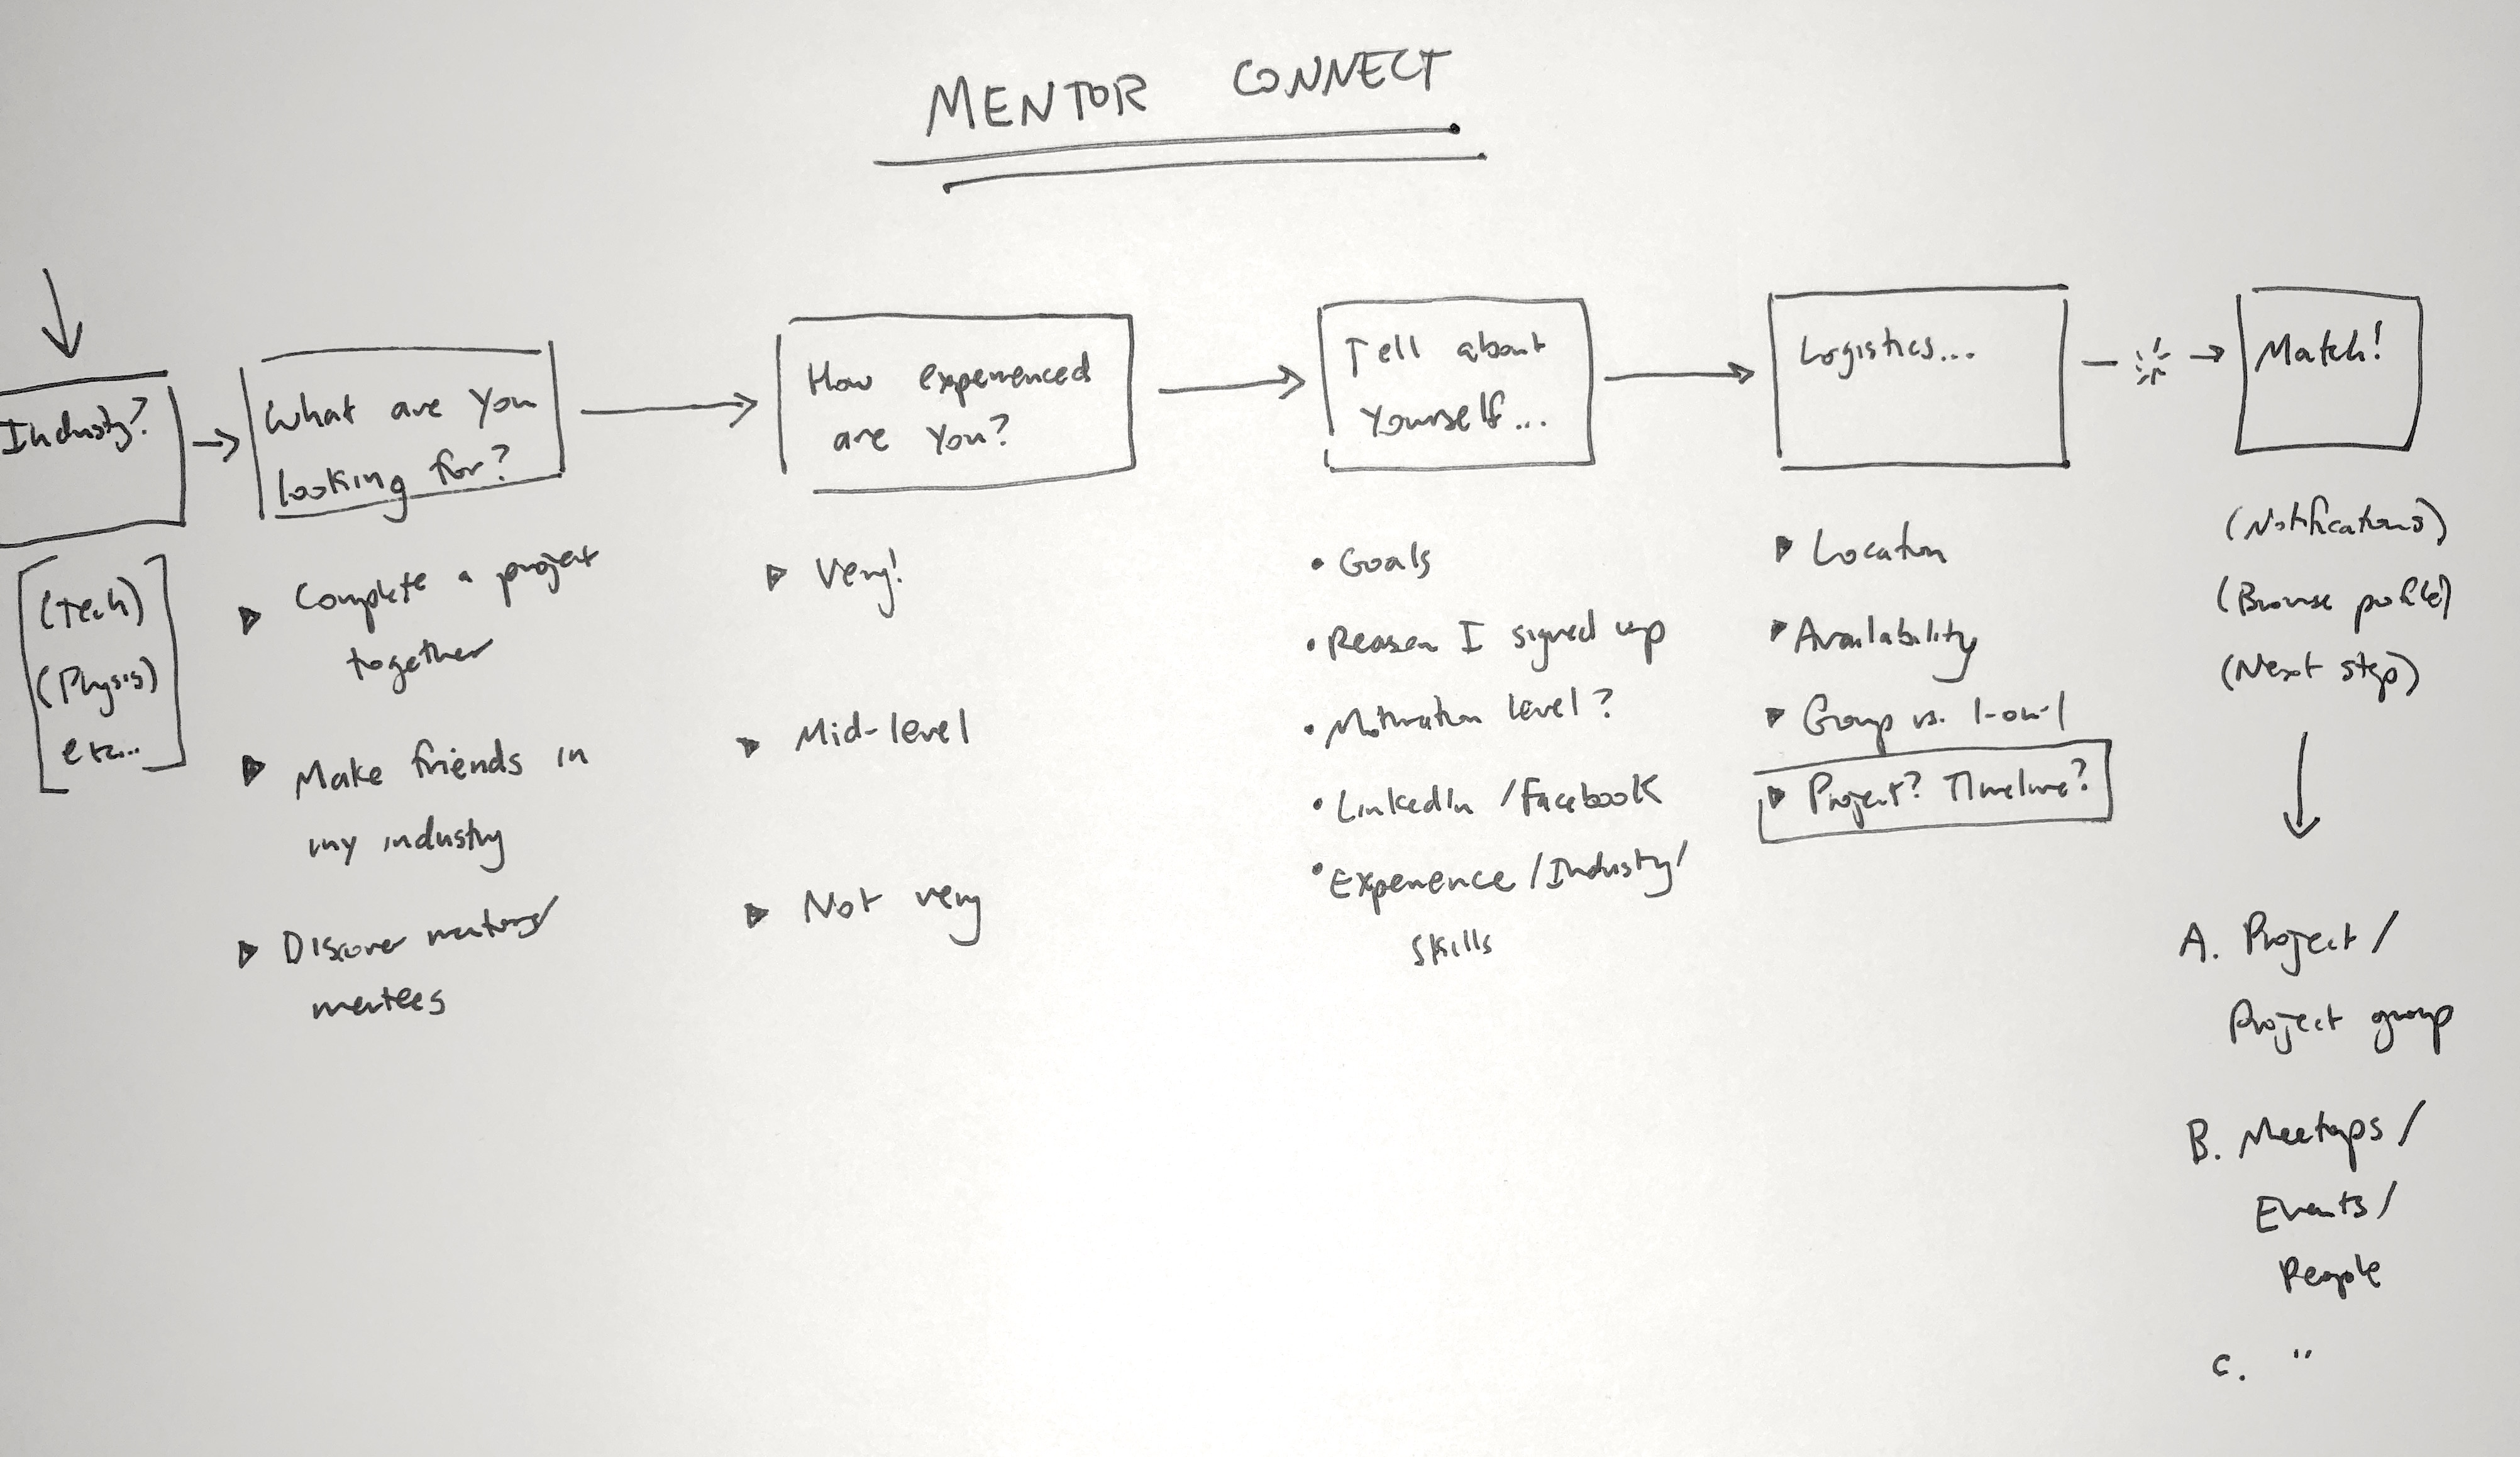 MENTOR CONNECT
Industry?
(Tech)
(Physis)
etc...
What are you
looking for?
Complete a project
together
Make friends in
my industry
Discover mentors/
mentees
How experienced
are you?
Very!
Mid-level
Not very
Tell about
yourself...
• Goals
• Reason I signed up
• Motivation level?
• LinkedIn / Facebook
• Experience / Industry/
skills
Logistics...
Location
Availability
Group vs. 1-on-1
Project? Timeline?
Match!
(Notifications)
(Browse profile)
(Next step)
A. Project /
Project group
B. Meetups /
Events /
People
C. "